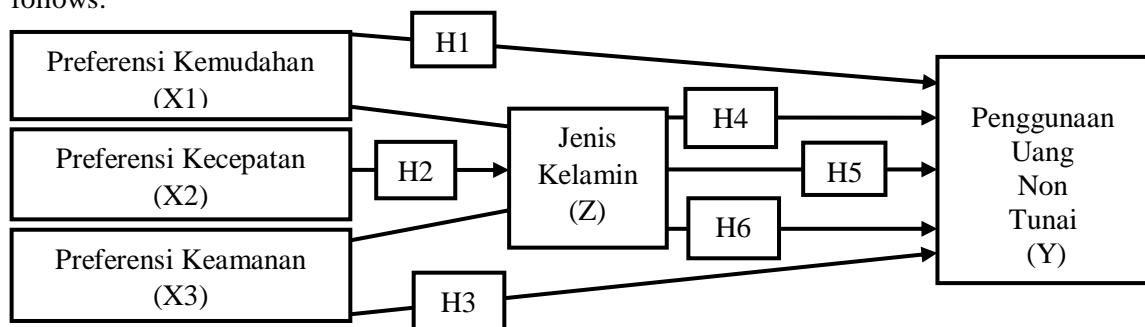 follows:
H1
Preferensi Kemudahan
(X1)
Preferensi Kecepatan
(X2)
Preferensi Keamanan
(X3)
H2
H3
Jenis
Kelamin
(Z)
H4
H5
H6
Penggunaan
Uang
Non
Tunai
(Y)